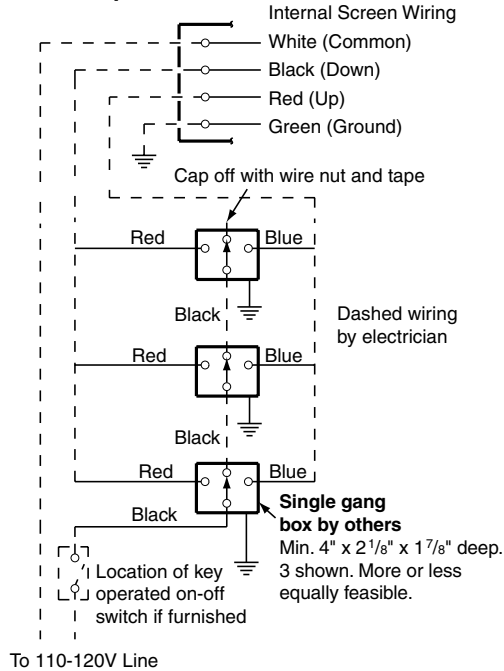 Internal Screen Wiring
White (Common)
Black (Down)
Red (Up)
Green (Ground)
Cap off with wire nut and tape
Red
Blue
Black
Dashed wiring
by electrician
Red
Blue
Black
Red
Blue
Black
Single gang
box by others
Min. 4" x 2 1/8" x 1 7/8" deep.
3 shown. More or less
equally feasible.
Location of key
operated on-off
switch if furnished
To 110-120V Line